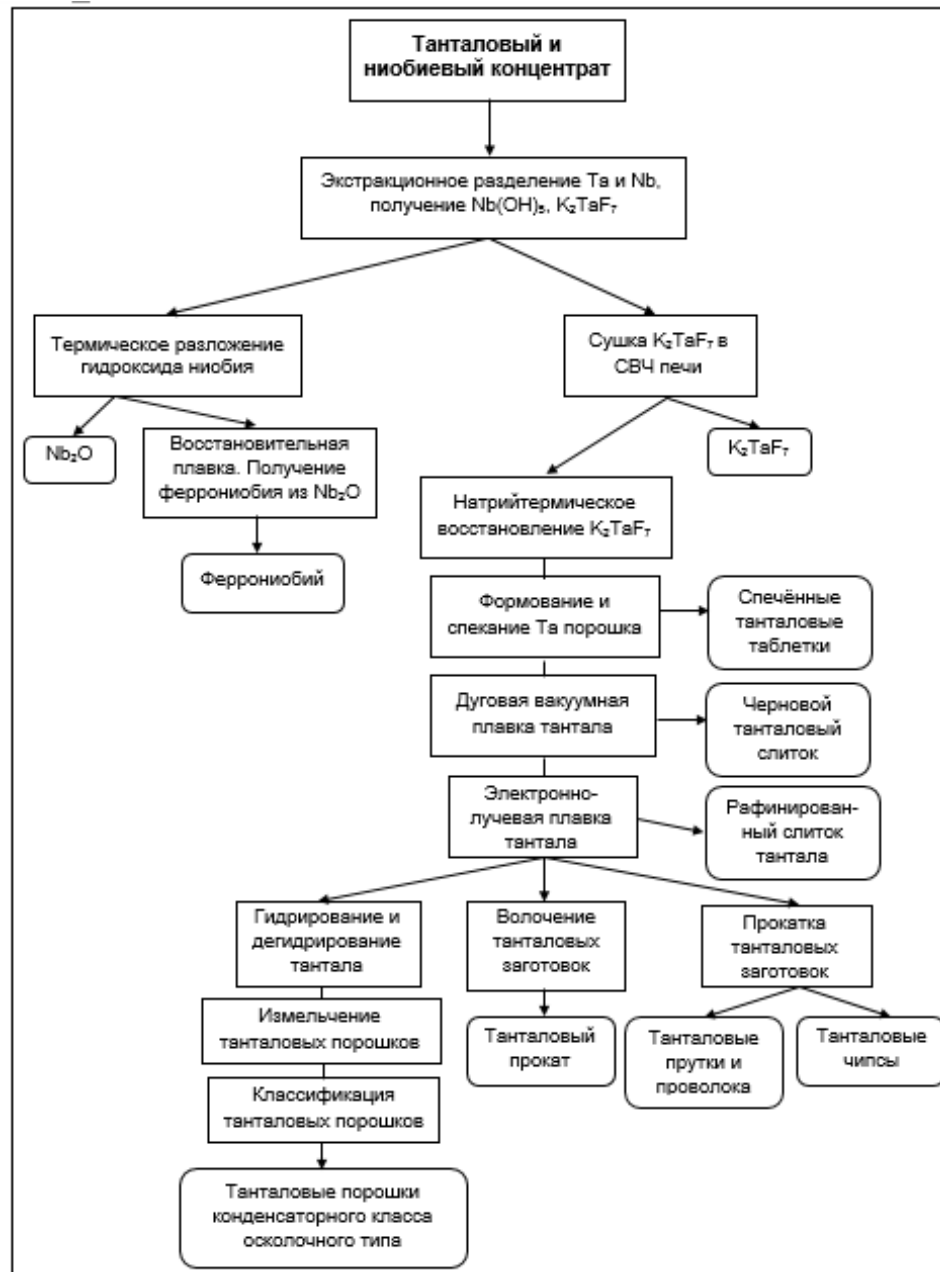 Танталовый и
ниобиевый концентрат
Экстракционное разделение Ta и Nb,
получение Nb(OH)₅, K₂TaF₇
Термическое разложение
гидроксида ниобия
Сушка K₂TaF₇ в
СВЧ печи
Nb₂O
Восстановительная
плавка. Получение
феррониобия из Nb₂O
K₂TaF₇
Натрийтермическое
восстановление K₂TaF₇
Феррониобий
Формование и
спекание Ta порошка
Спечённые
танталовые
таблетки
Дуговая вакуумная
плавка тантала
Черновой
танталовый
слиток
Электронно-
лучевая плавка
тантала
Рафинирован-
ный слиток
тантала
Гидрирование и
дегидрирование
тантала
Волочение
танталовых
заготовок
Прокатка
танталовых
заготовок
Измельчение
танталовых порошков
Танталовый
прокат
Танталовые
прутки и
проволока
Танталовые
чипсы
Классификация
танталовых порошков
Танталовые порошки
конденсаторного класса
осколочного типа